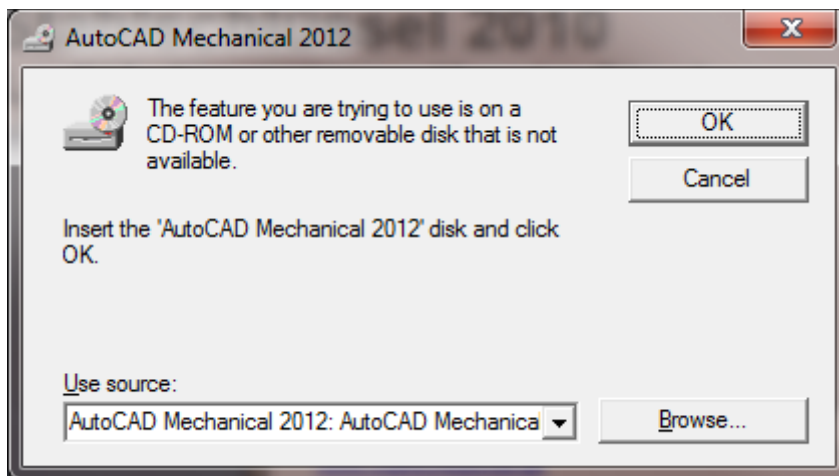 AutoCAD Mechanical 2012
The feature you are trying to use is on a
CD-ROM or other removable disk that is not
available.
OK
Cancel
Insert the 'AutoCAD Mechanical 2012' disk and click
OK.
Use source:
AutoCAD Mechanical 2012: AutoCAD Mechanica
Browse...